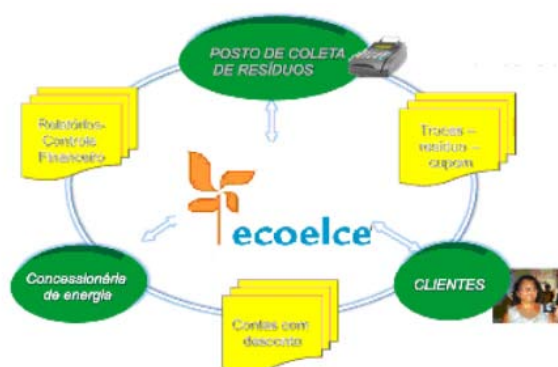 POSTO DE COLETA
DE RESÍDUOS
Relatórios-
Controle
Financeiro
Trocas –
resíduo –
cupom
ecoelce
Concessionária
de energia
CLIENTES
Contas com
desconto